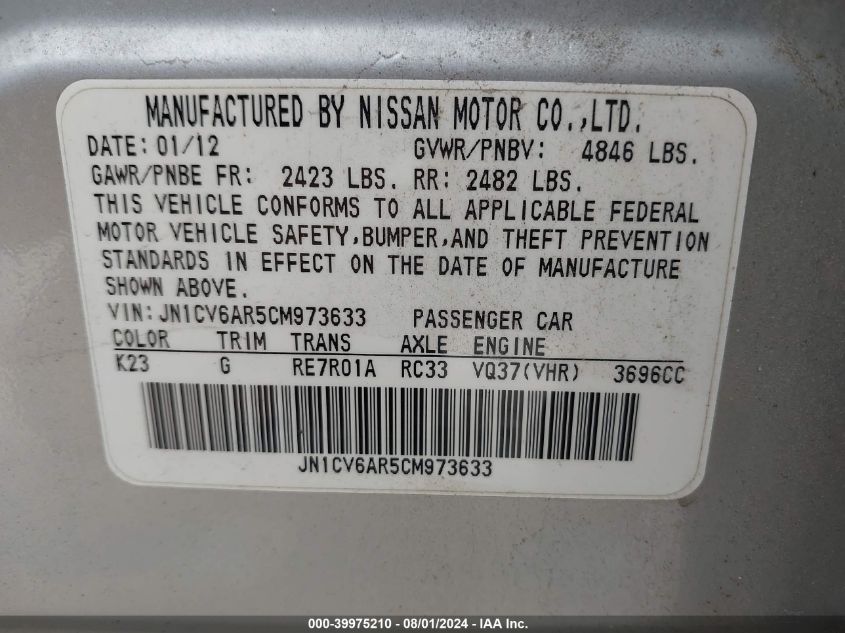 MANUFACTURED BY NISSAN MOTOR CO.,LTD.
DATE: 01/12 GVWR/PNBV: 4846 LBS.
GAWR/PNBE FR: 2423 LBS. RR: 2482 LBS.
THIS VEHICLE CONFORMS TO ALL APPLICABLE FEDERAL
MOTOR VEHICLE SAFETY,BUMPER,AND THEFT PREVENTION
STANDARDS IN EFFECT ON THE DATE OF MANUFACTURE
SHOWN ABOVE.
VIN: JN1CV6AR5CM973633 PASSENGER CAR
COLOR TRIM TRANS AXLE ENGINE
K23 G RE7R01A RC33 VQ37(VHR) 3696CC
JN1CV6AR5CM973633
000-39975210 - 08/01/2024 - IAAI.com